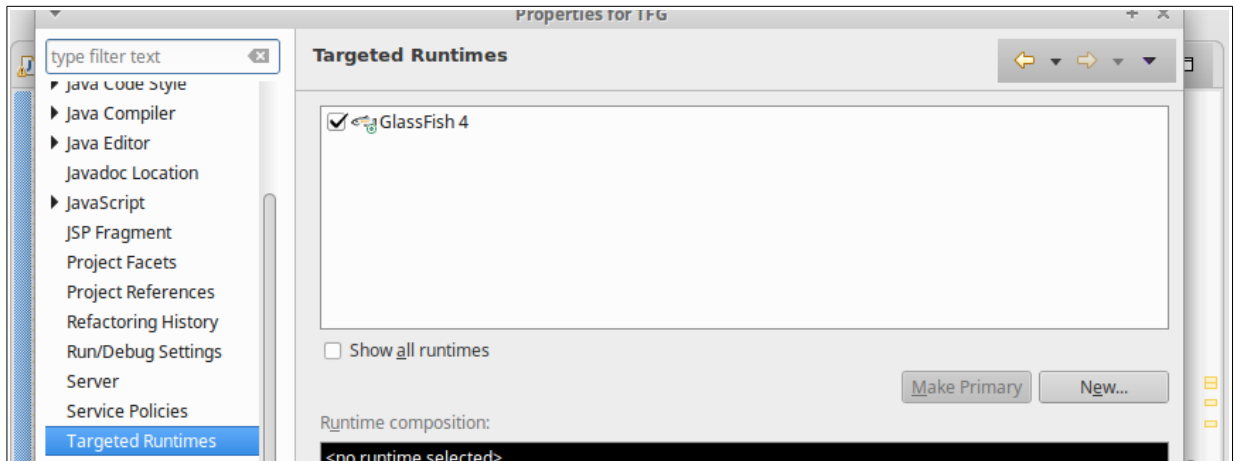 Properties for TFG
type filter text
Targeted Runtimes
Java Code Style
Java Compiler
Java Editor
Javadoc Location
JavaScript
JSP Fragment
Project Facets
Project References
Refactoring History
Run/Debug Settings
Server
Service Policies
Targeted Runtimes
GlassFish 4
Show all runtimes
Make Primary
New...
Runtime composition:
<no runtime selected>